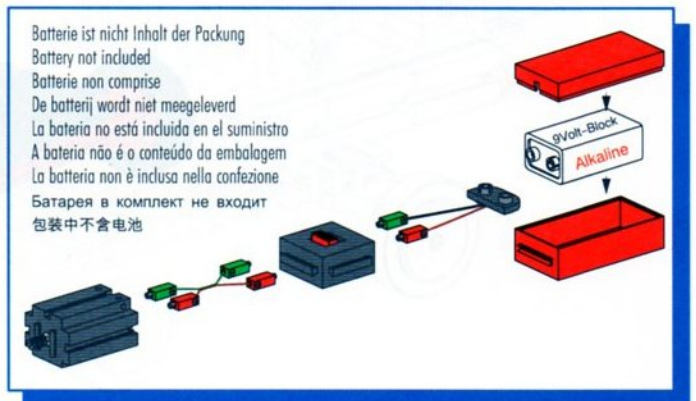 Batterie ist nicht Inhalt der Packung
Battery not included
Batterie non comprise
De batterij wordt niet meegeleverd
La bateria no está incluida en el suministro
A bateria não é o conteúdo da embalagem
La batteria non è inclusa nella confezione
Батарея в комплект не входит
包装中不含电池
9Volt-Block
Alkaline